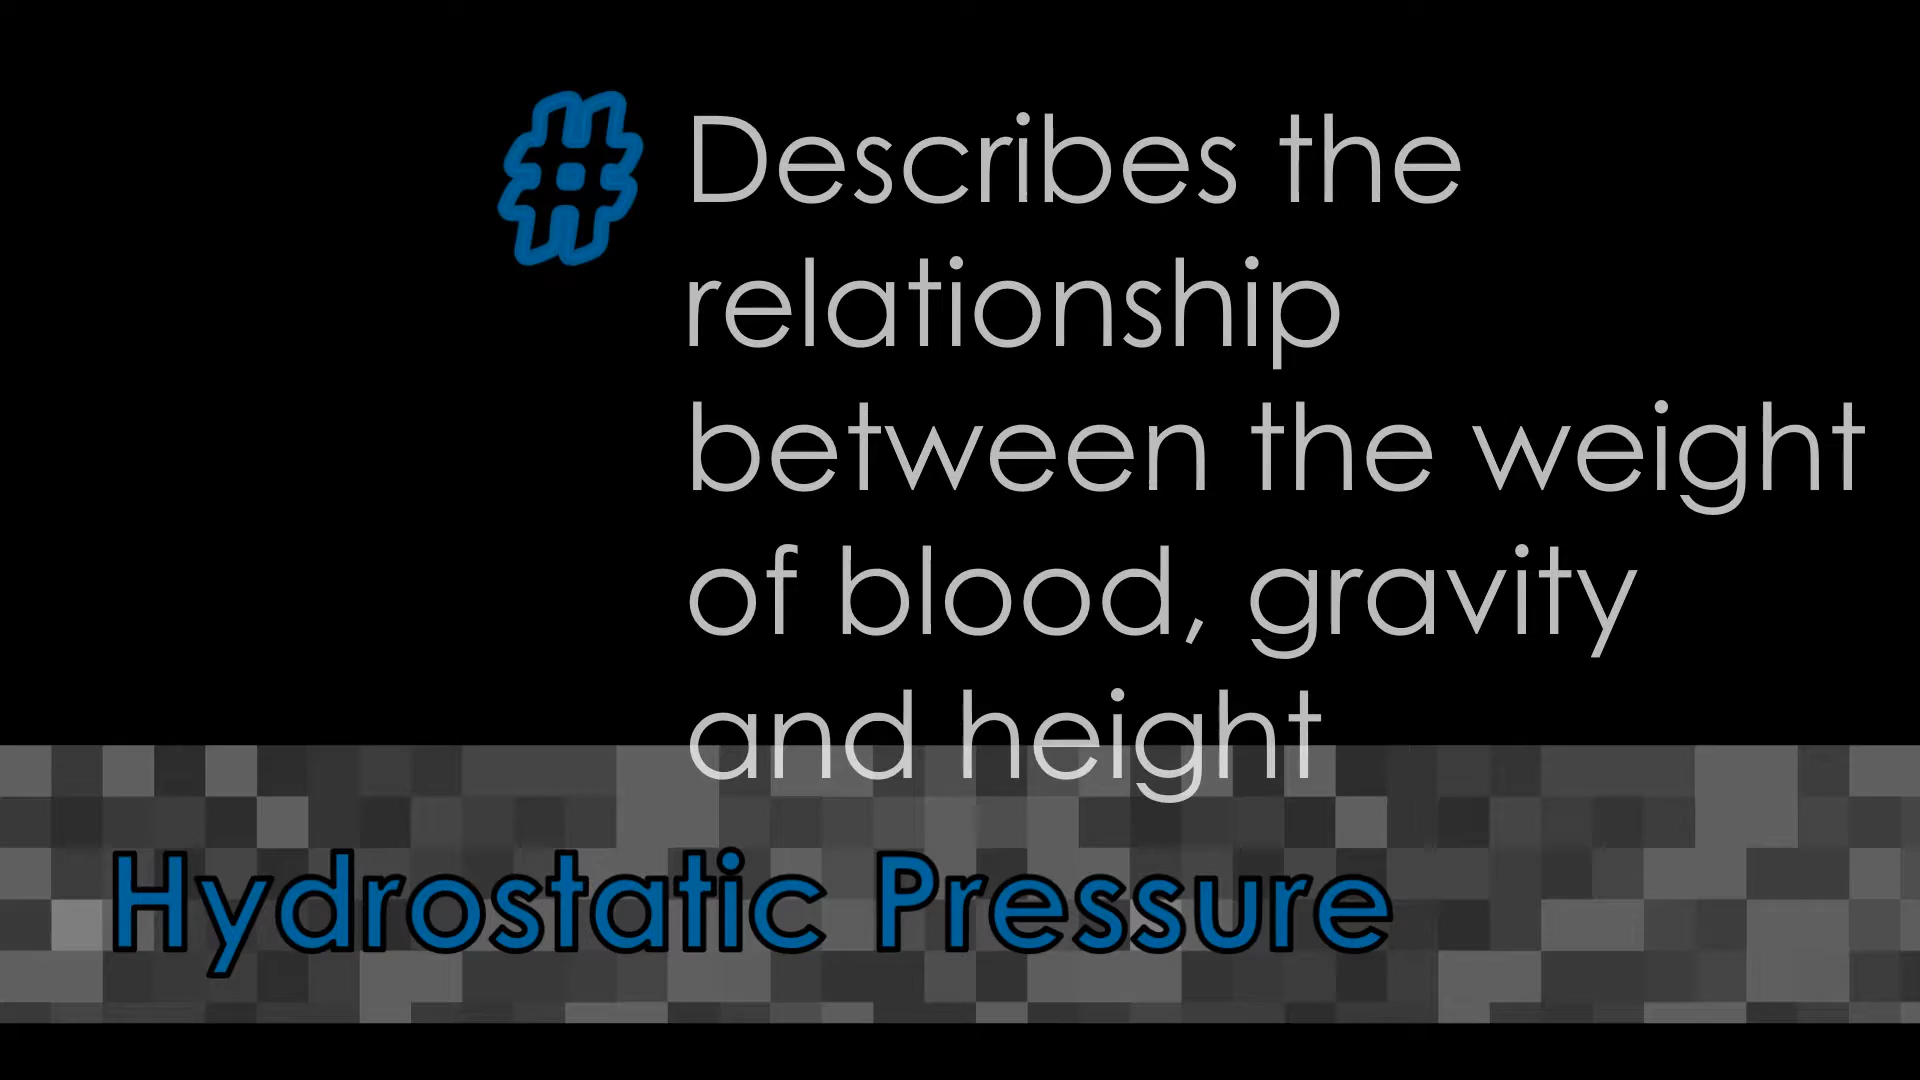 # Describes the
relationship
between the weight
of blood, gravity
and height
Hydrostatic Pressure